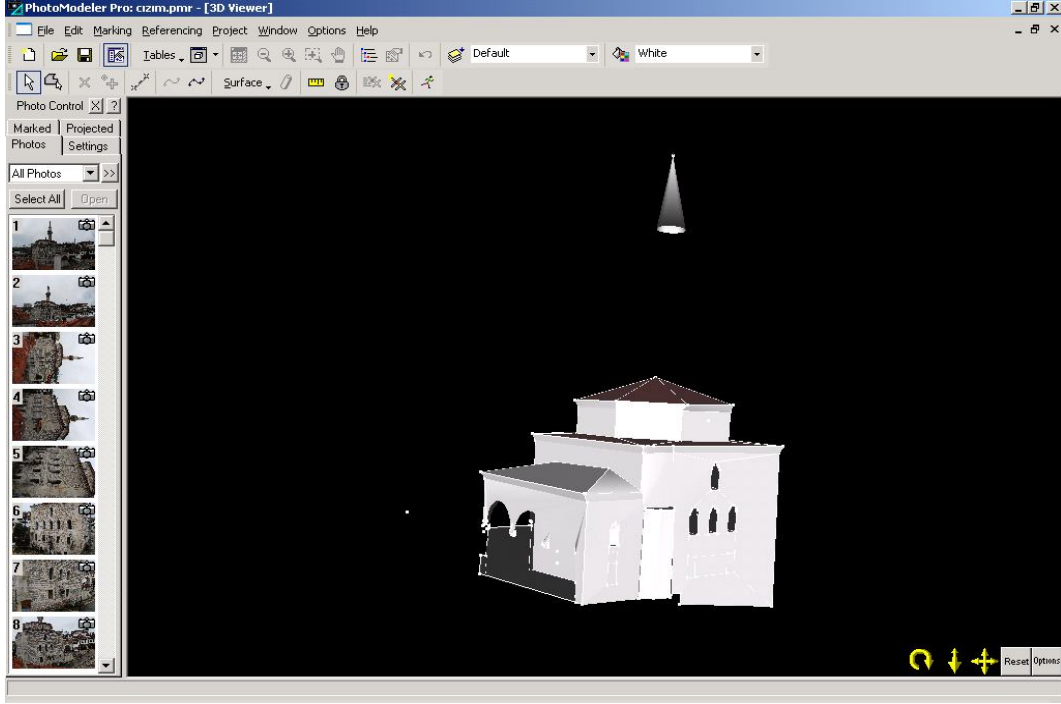 PhotoModeler Pro: cızım.pmr - [3D Viewer]
File Edit Marking Referencing Project Window Options Help
Tables Default White
Surface
Photo Control X ?
Marked Projected
Photos Settings
All Photos >>
Select All Open
1
2
3
4
5
6
7
8
Reset Options